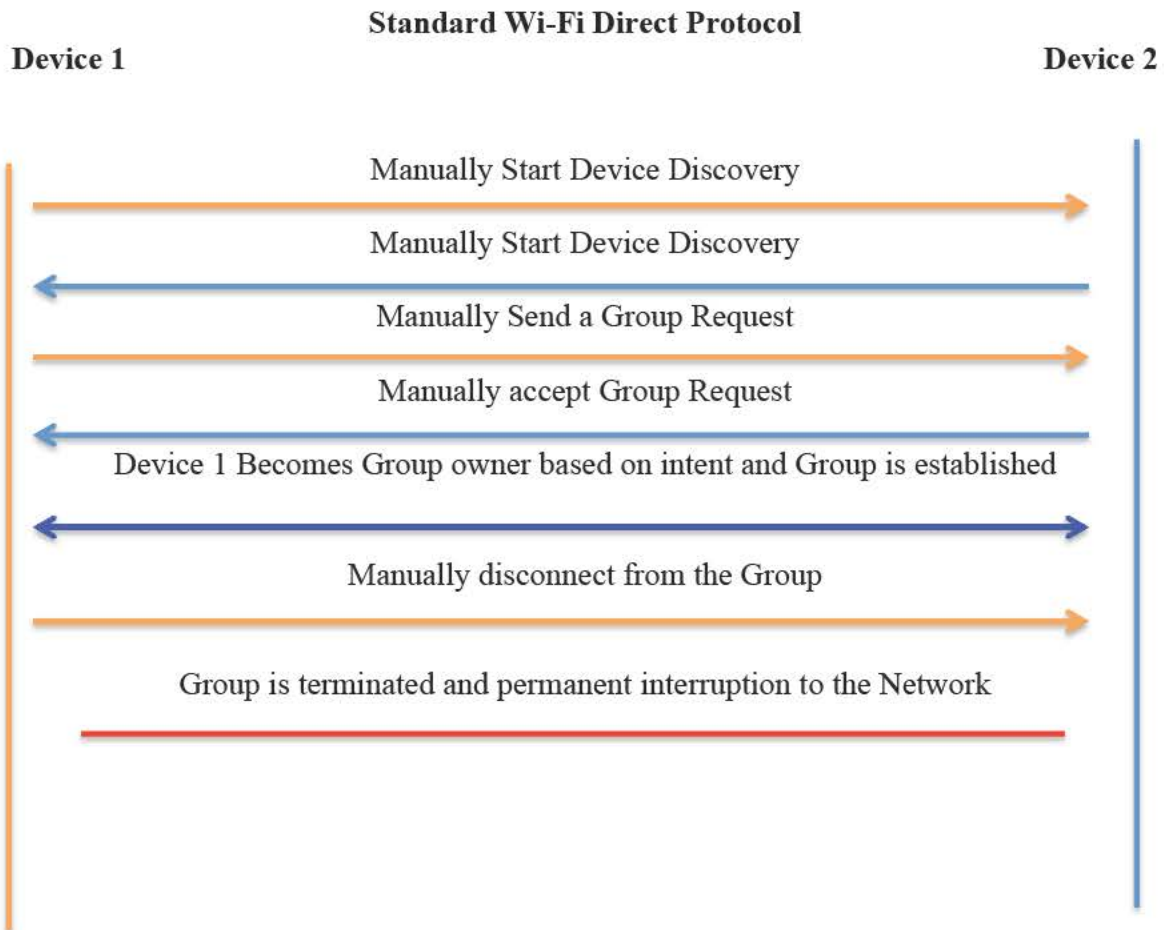 Standard Wi-Fi Direct Protocol
Device 1
Device 2
Manually Start Device Discovery
Manually Start Device Discovery
Manually Send a Group Request
Manually accept Group Request
Device 1 Becomes Group owner based on intent and Group is established
Manually disconnect from the Group
Group is terminated and permanent interruption to the Network